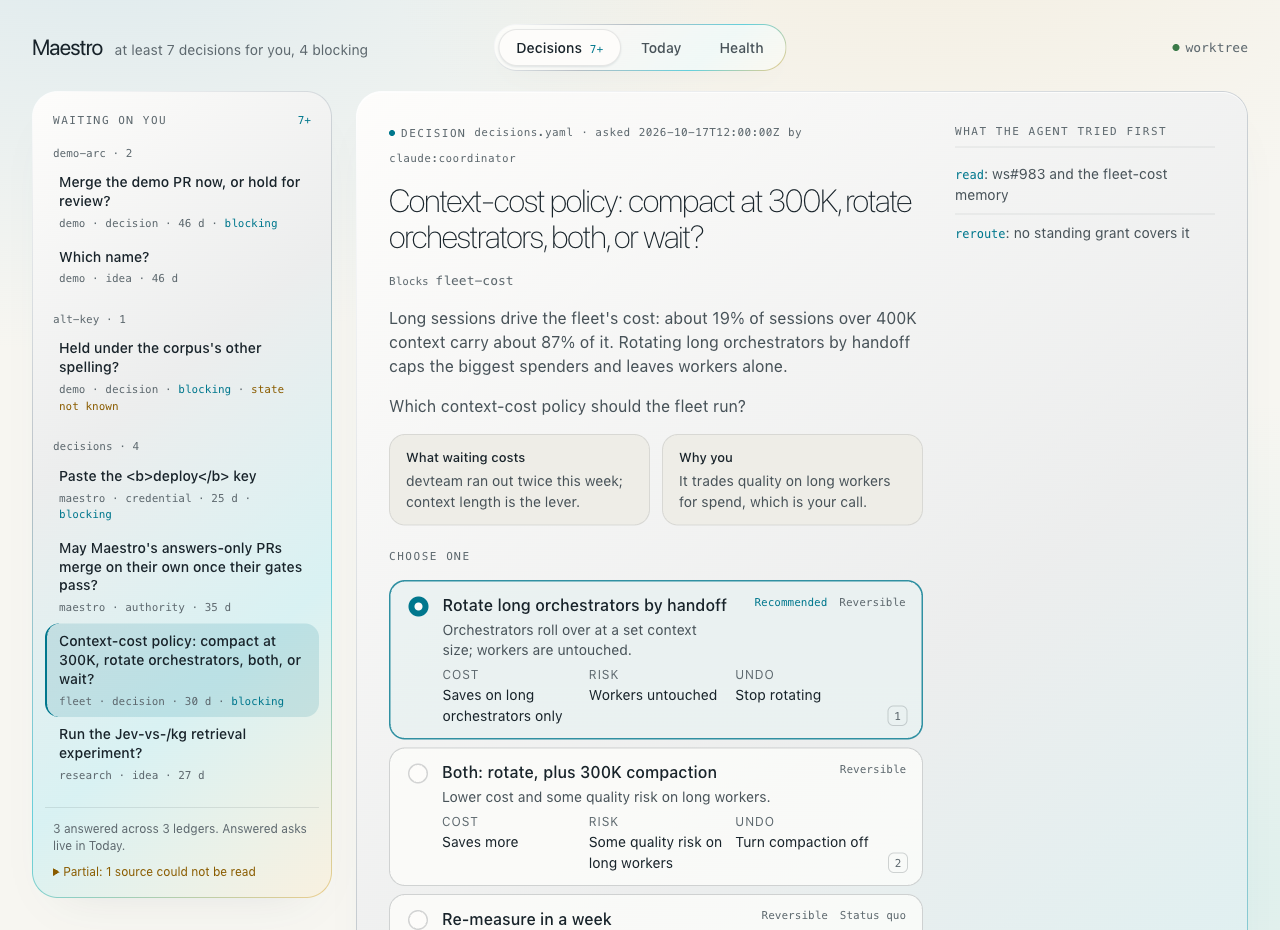 Maestro at least 7 decisions for you, 4 blocking
Decisions 7+
Today
Health
worktree
WAITING ON YOU 7+
demo-arc · 2
Merge the demo PR now, or hold for
review?
demo · decision · 46 d · blocking
Which name?
demo · idea · 46 d
alt-key · 1
Held under the corpus's other
spelling?
demo · decision · blocking · state
not known
decisions · 4
Paste the <b>deploy</b> key
maestro · credential · 25 d ·
blocking
May Maestro's answers-only PRs
merge on their own once their gates
pass?
maestro · authority · 35 d
Context-cost policy: compact at
300K, rotate orchestrators, both, or
wait?
fleet · decision · 30 d · blocking
Run the Jev-vs-/kg retrieval
experiment?
research · idea · 27 d
3 answered across 3 ledgers. Answered asks
live in Today.
Partial: 1 source could not be read
DECISION decisions.yaml · asked 2026-10-17T12:00:00Z by
claude:coordinator
Context-cost policy: compact at 300K, rotate
orchestrators, both, or wait?
Blocks fleet-cost
Long sessions drive the fleet's cost: about 19% of sessions over 400K
context carry about 87% of it. Rotating long orchestrators by handoff
caps the biggest spenders and leaves workers alone.
Which context-cost policy should the fleet run?
What waiting costs
devteam ran out twice this week;
context length is the lever.
Why you
It trades quality on long workers
for spend, which is your call.
CHOOSE ONE
Rotate long orchestrators by handoff
Recommended Reversible
Orchestrators roll over at a set context
size; workers are untouched.
COST
Saves on long
orchestrators only
RISK
Workers untouched
UNDO
Stop rotating
1
Both: rotate, plus 300K compaction
Reversible
Lower cost and some quality risk on long workers.
COST
Saves more
RISK
Some quality risk on
long workers
UNDO
Turn compaction off
2
Re-measure in a week
Reversible Status quo
WHAT THE AGENT TRIED FIRST
read: ws#983 and the fleet-cost
memory
reroute: no standing grant covers it